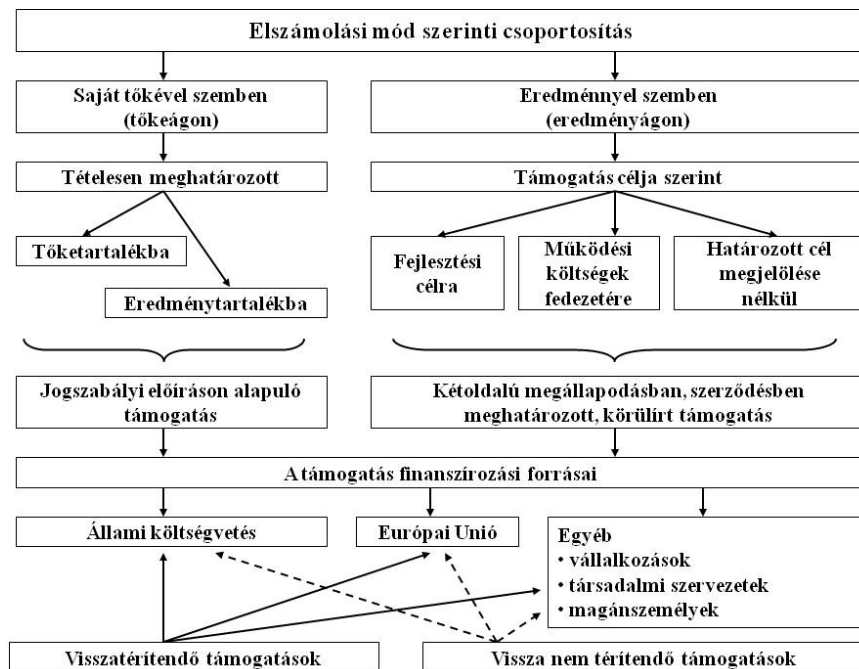 Elszámolási mód szerinti csoportosítás
Saját tőkével szemben
(tőkeágon)
Eredménnyel szemben
(eredményágon)
Tételesen meghatározott
Támogatás célja szerint
Tőketartalékba
Eredménytartalékba
Fejlesztési
célra
Működési
költségek
fedezetére
Határozott cél
megjelölése
nélkül
Jogszabályi előíráson alapuló
támogatás
Kétoldalú megállapodásban, szerződésben
meghatározott, körülírt támogatás
A támogatás finanszírozási forrásai
Állami költségvetés
Európai Unió
Egyéb
• vállalkozások
• társadalmi szervezetek
• magánszemélyek
Visszatérítendő támogatások
Vissza nem térítendő támogatások